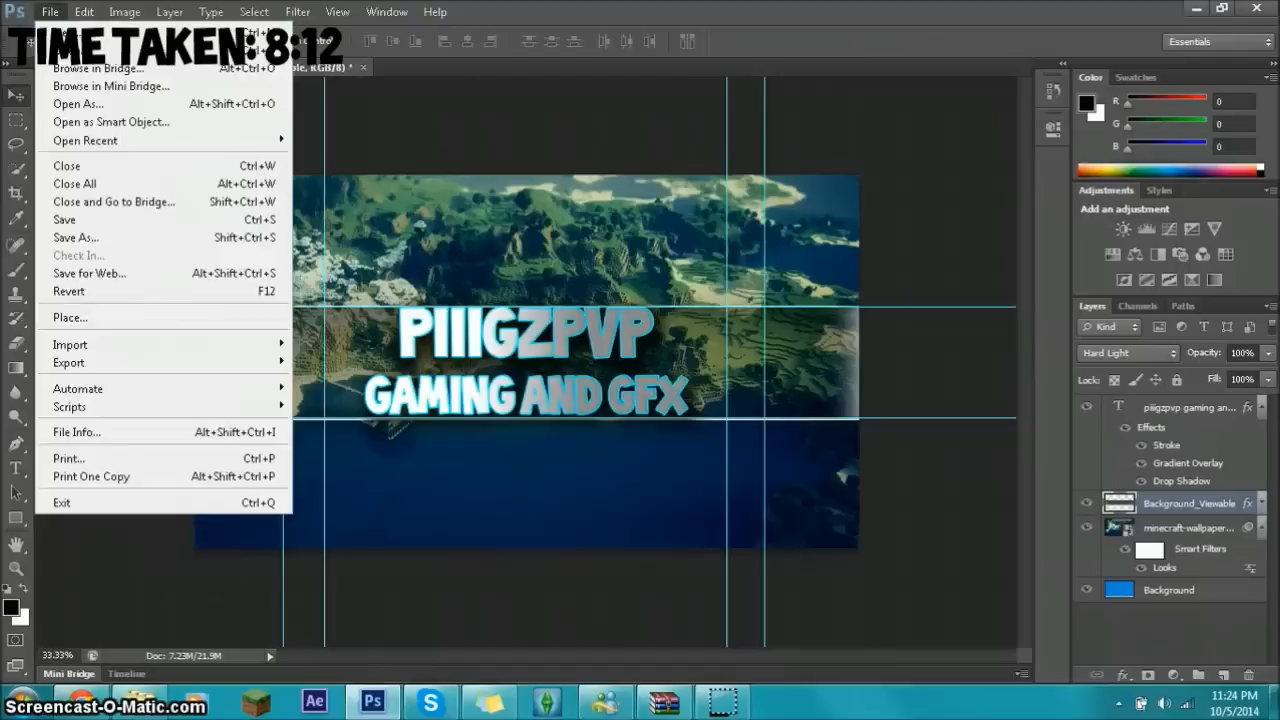 Ps File Edit Image Layer Type Select Filter View Window Help
TIME TAKEN: 8:12
Essentials
Browse in Bridge... Alt+Ctrl+O
RGB/8) * ×
Browse in Mini Bridge...
Open As... Alt+Shift+Ctrl+O
Open as Smart Object...
Open Recent
Close Ctrl+W
Close All Alt+Ctrl+W
Close and Go to Bridge... Shift+Ctrl+W
Save Ctrl+S
Save As... Shift+Ctrl+S
Check In...
Save for Web... Alt+Shift+Ctrl+S
Revert F12
Place...
Import
Export
Automate
Scripts
File Info... Alt+Shift+Ctrl+I
Print... Ctrl+P
Print One Copy Alt+Shift+Ctrl+P
Exit Ctrl+Q
PIIIGZPVP
GAMING AND GFX
Color Swatches
R 0
G 0
B 0
Adjustments Styles
Add an adjustment
Layers Channels Paths
Kind
Hard Light Opacity: 100%
Lock: Fill: 100%
T piiigzpvp gaming an... fx
Effects
Stroke
Gradient Overlay
Drop Shadow
Background_Viewable fx
minecraft-wallpaper...
Smart Filters
Looks
Background
33.33% Doc: 7.23M/21.9M
Mini Bridge Timeline
Ae Ps
Screencast-O-Matic.com
11:24 PM
10/5/2014